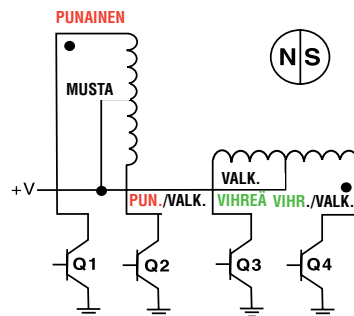 PUNAINEN
N S
MUSTA
VALK.
+V
PUN./VALK. VIHREÄ VIHR./VALK.
Q1 Q2 Q3 Q4